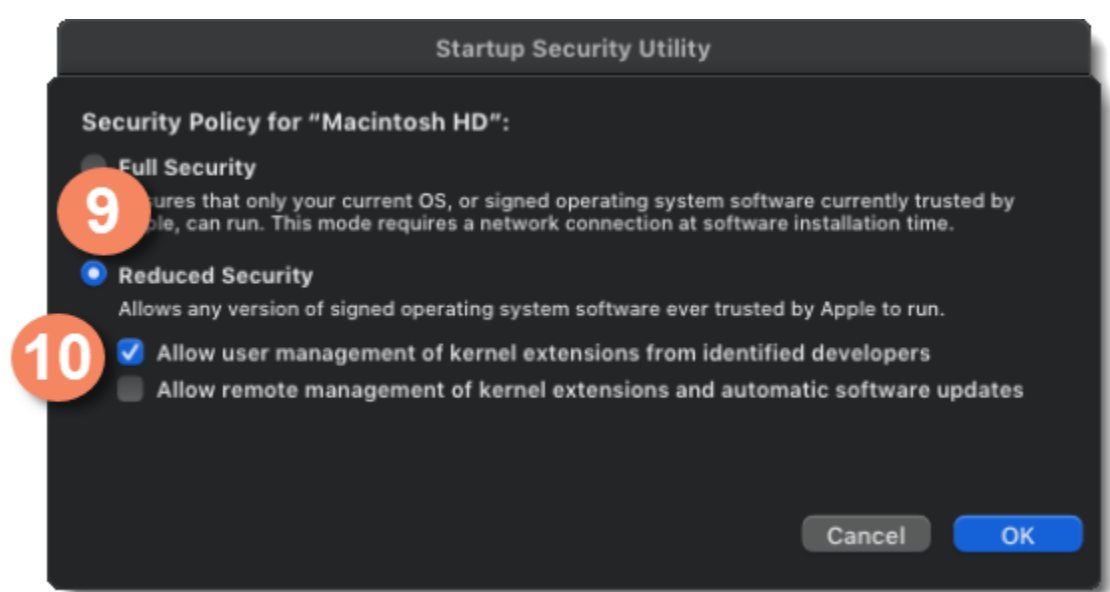 Startup Security Utility
Security Policy for "Macintosh HD":
Full Security
9
that only your current OS, or signed operating system software currently trusted by
can run. This mode requires a network connection at software installation time.
Reduced Security
Allows any version of signed operating system software ever trusted by Apple to run.
10
Allow user management of kernel extensions from identified developers
Allow remote management of kernel extensions and automatic software updates
Cancel
OK